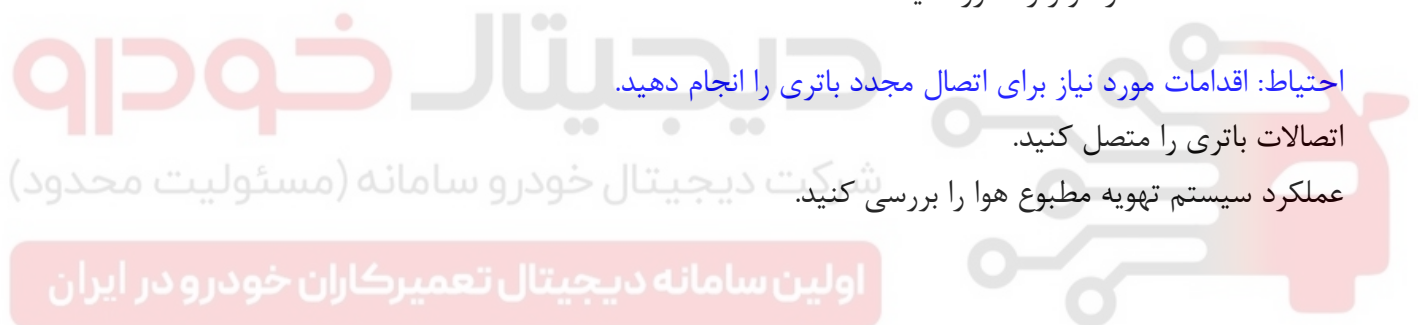 احتیاط: اقدامات مورد نیاز برای اتصال مجدد باتری را انجام دهید.
اتصالات باتری را متصل کنید.
عملکرد سیستم تهویه مطبوع هوا را بررسی کنید.
دیجیتال خودرو
شرکت دیجیتال خودرو سامانه (مسئولیت محدود)
اولین سامانه دیجیتال تعمیرکاران خودرو در ایران